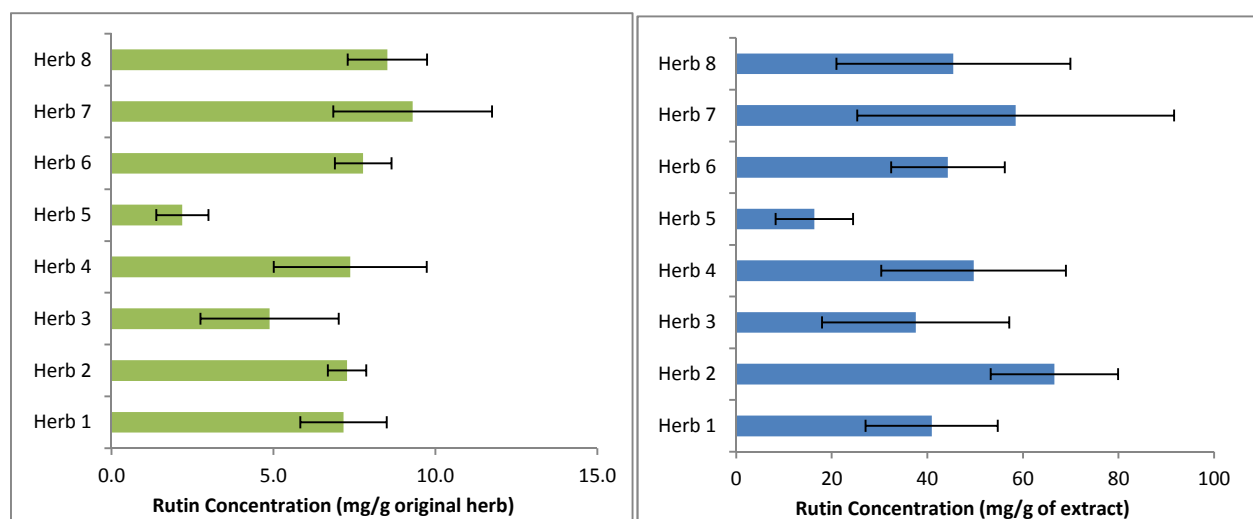 Herb 8
Herb 7
Herb 6
Herb 5
Herb 4
Herb 3
Herb 2
Herb 1
0.0 5.0 10.0 15.0
Rutin Concentration (mg/g original herb)
Herb 8
Herb 7
Herb 6
Herb 5
Herb 4
Herb 3
Herb 2
Herb 1
0 20 40 60 80 100
Rutin Concentration (mg/g of extract)